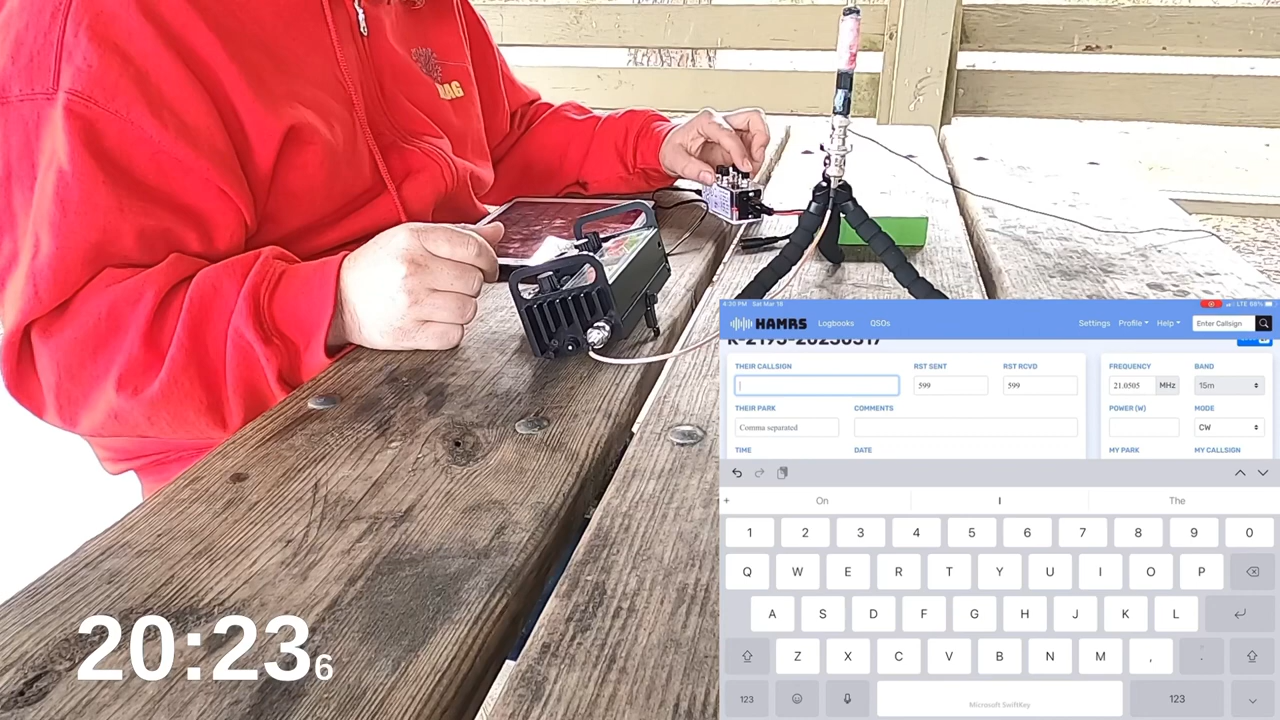 AG
4:30 PM Sat Mar 18
LTE 68%
HAMRS
Logbooks
QSOs
Settings
Profile
Help
Enter Callsign
THEIR CALLSIGN
RST SENT
RST RCVD
FREQUENCY
BAND
599
599
21.0505
MHz
15m
THEIR PARK
COMMENTS
POWER (W)
MODE
Comma separated
CW
TIME
DATE
MY PARK
MY CALLSIGN
+
On
I
The
1 2 3 4 5 6 7 8 9 0
Q W E R T Y U I O P
A S D F G H J K L
Z X C V B N M , .
123
Microsoft SwiftKey
123
20:23 6